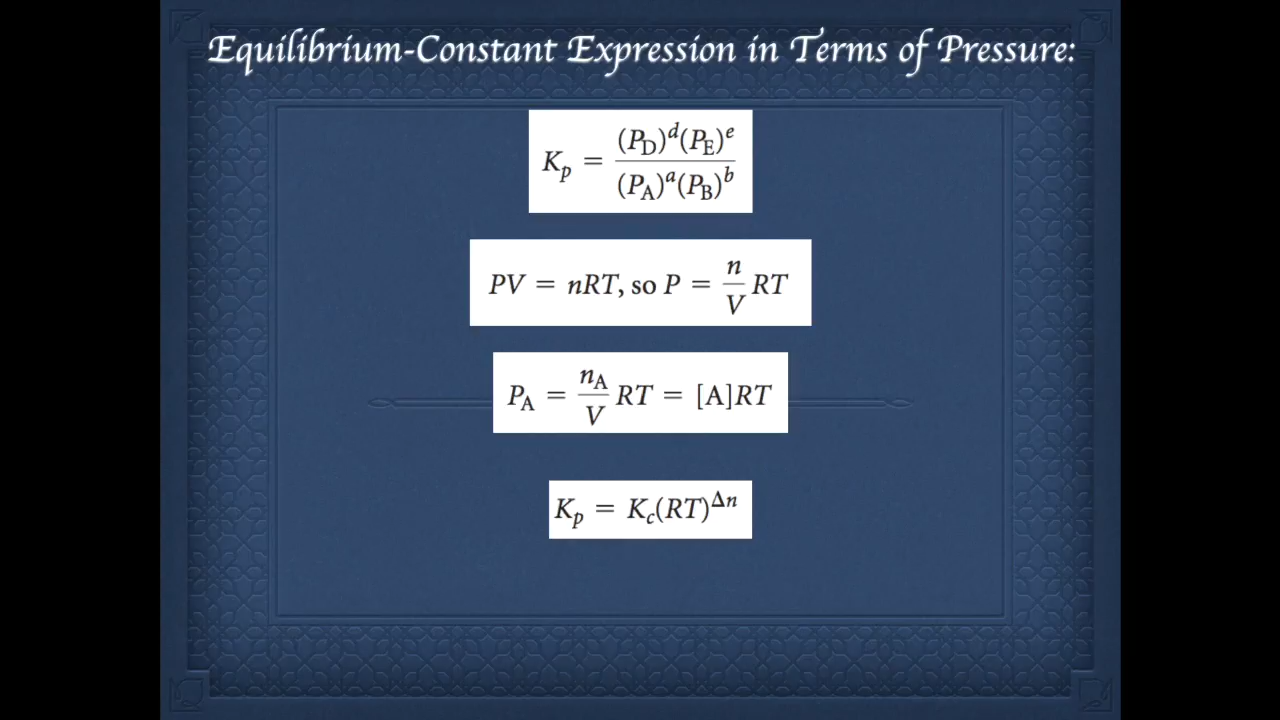 Equilibrium-Constant Expression in Terms of Pressure:
K_p = (P_D)^d(P_E)^e / (P_A)^a(P_B)^b
PV = nRT, so P = n/V RT
P_A = n_A/V RT = [A]RT
K_p = K_c(RT)^Δn